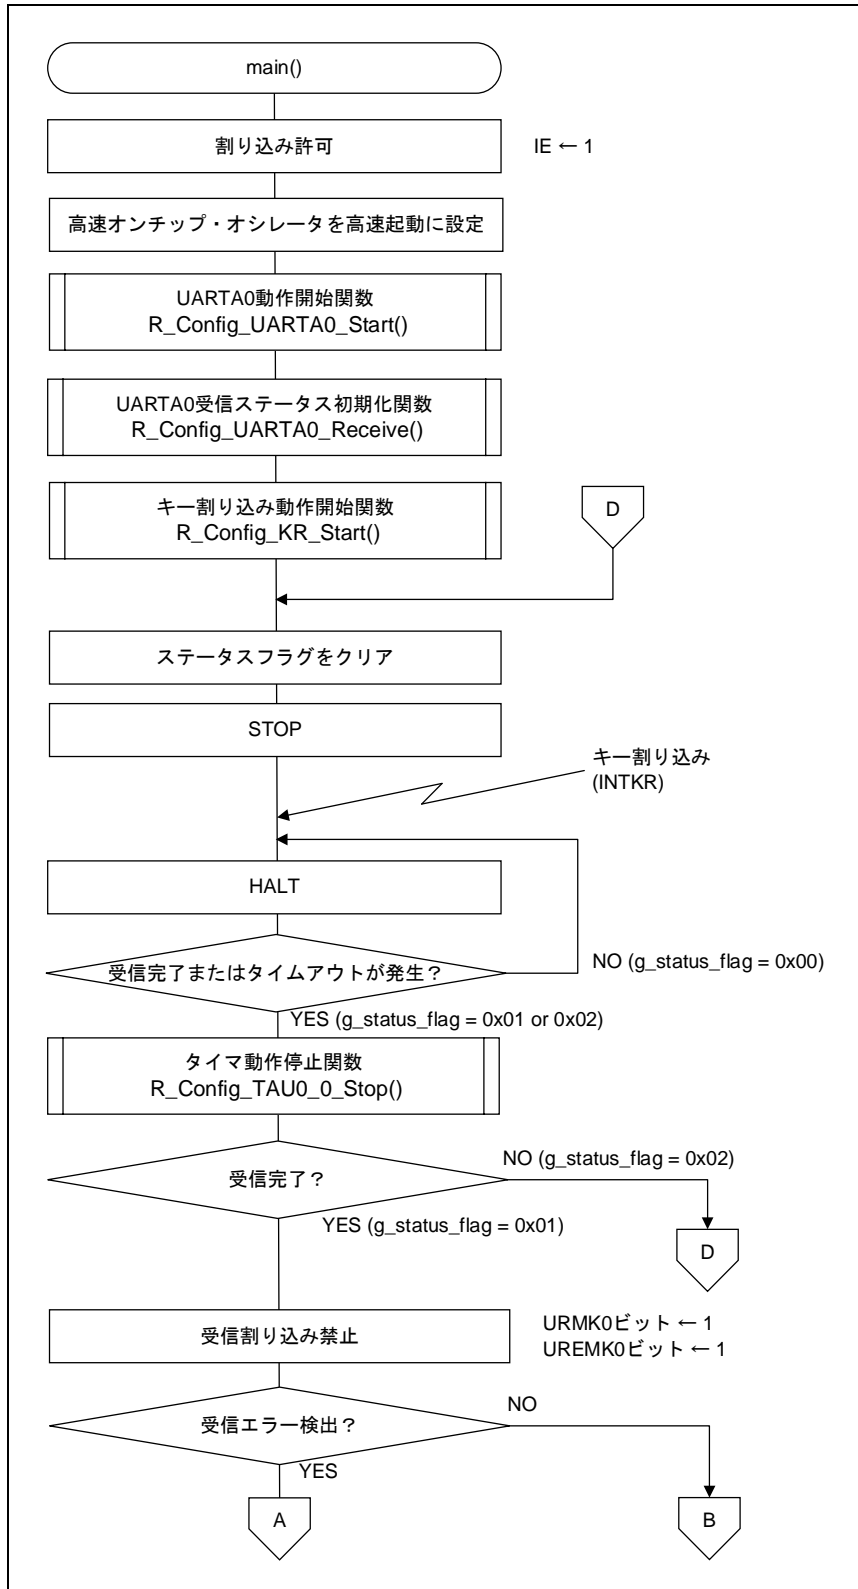 main()
割り込み許可
IE ← 1
高速オンチップ・オシレータを高速起動に設定
UARTA0動作開始関数
R_Config_UARTA0_Start()
UARTA0受信ステータス初期化関数
R_Config_UARTA0_Receive()
キー割り込み動作開始関数
R_Config_KR_Start()
D
ステータスフラグをクリア
STOP
キー割り込み
(INTKR)
HALT
受信完了またはタイムアウトが発生？
NO (g_status_flag = 0x00)
YES (g_status_flag = 0x01 or 0x02)
タイマ動作停止関数
R_Config_TAU0_0_Stop()
受信完了？
NO (g_status_flag = 0x02)
YES (g_status_flag = 0x01)
D
受信割り込み禁止
URMK0ビット ← 1
UREMK0ビット ← 1
受信エラー検出？
NO
YES
A
B